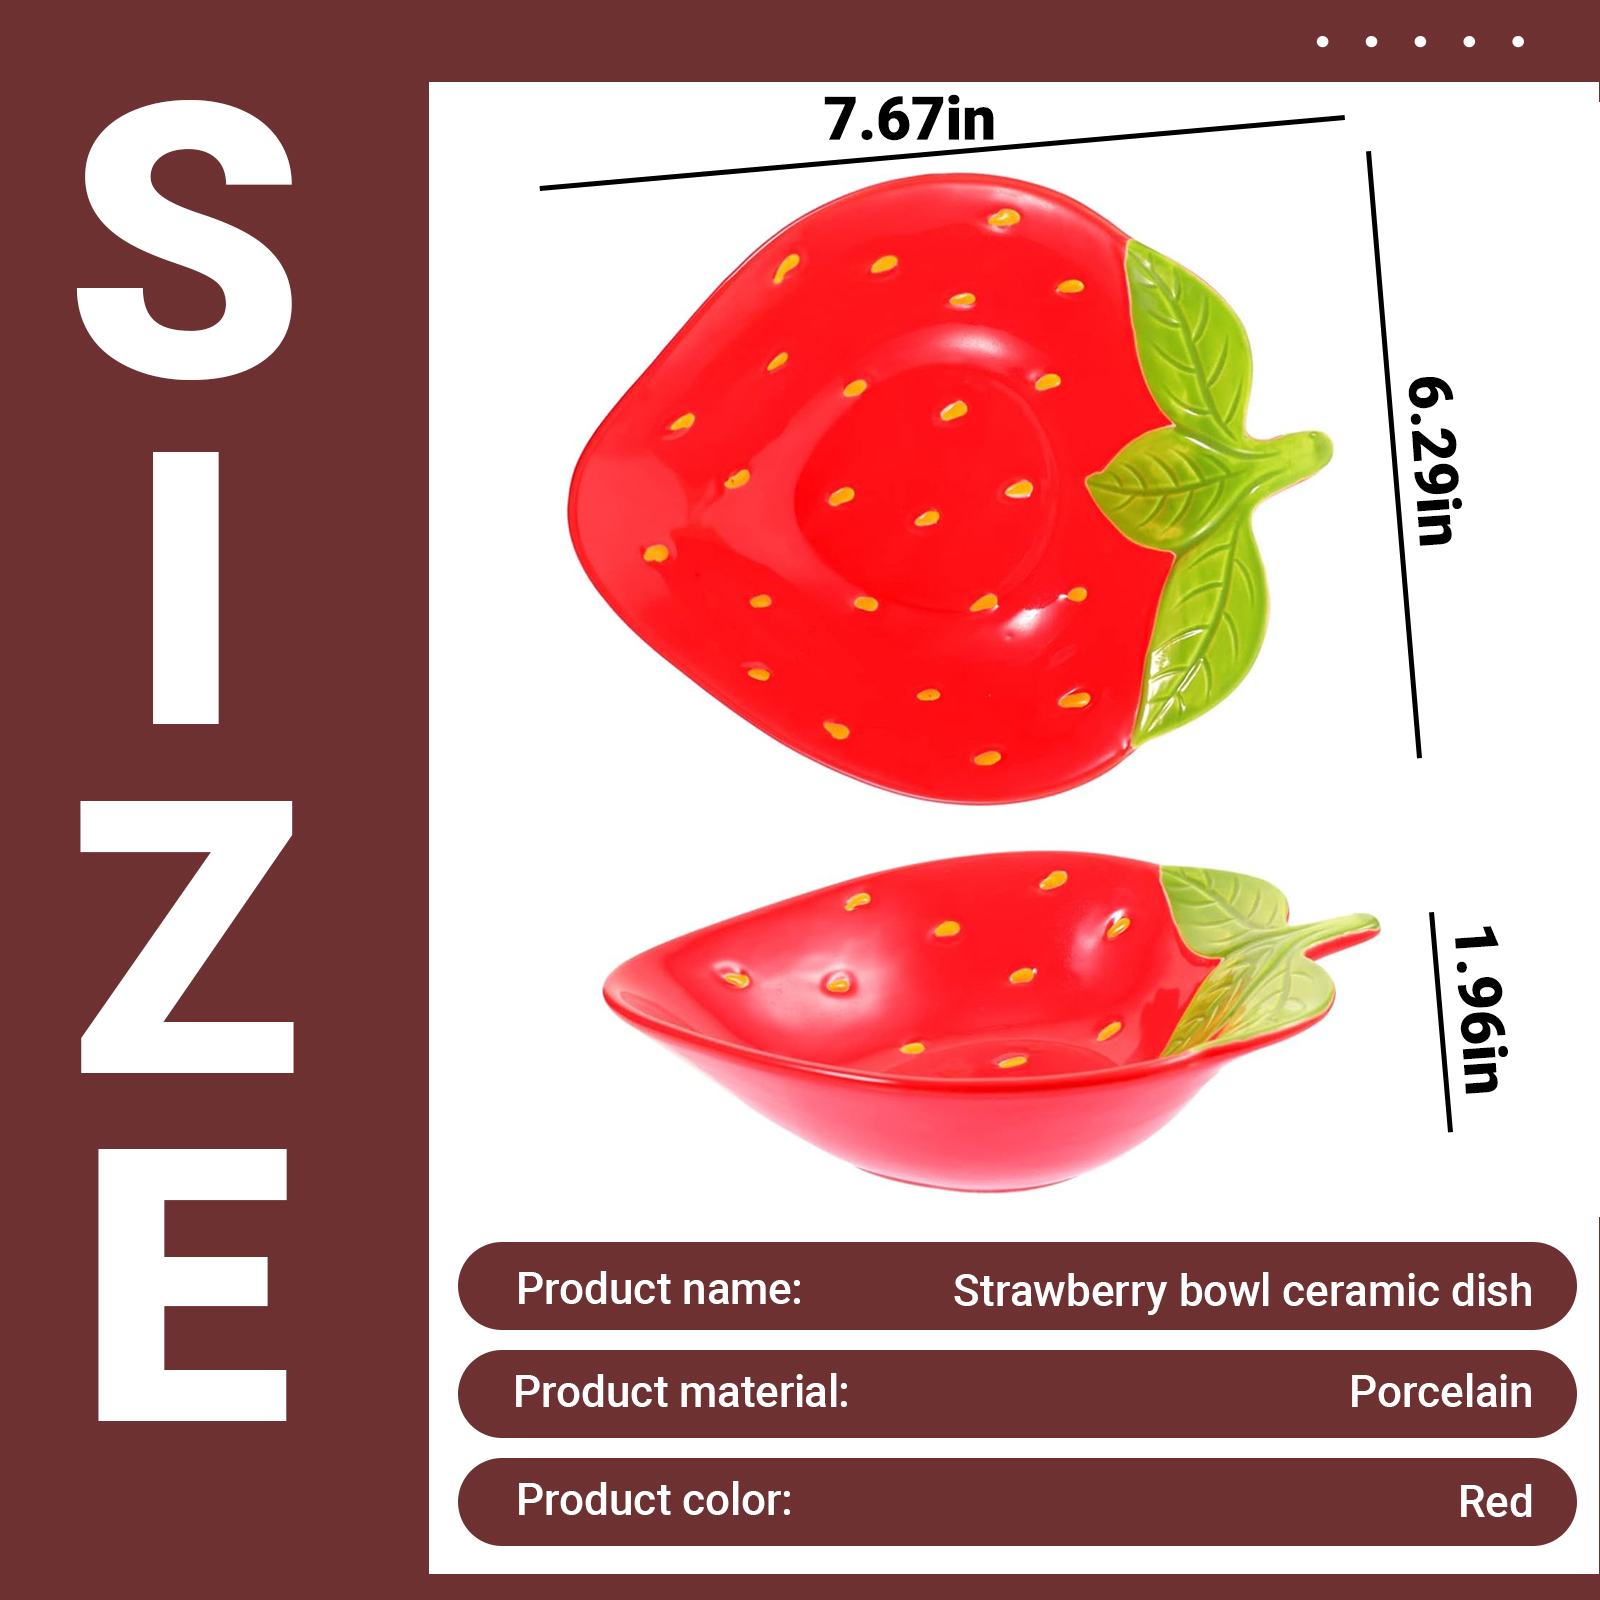 SIZE
7.67in
6.29in
1.96in
Product name: Strawberry bowl ceramic dish
Product material: Porcelain
Product color: Red